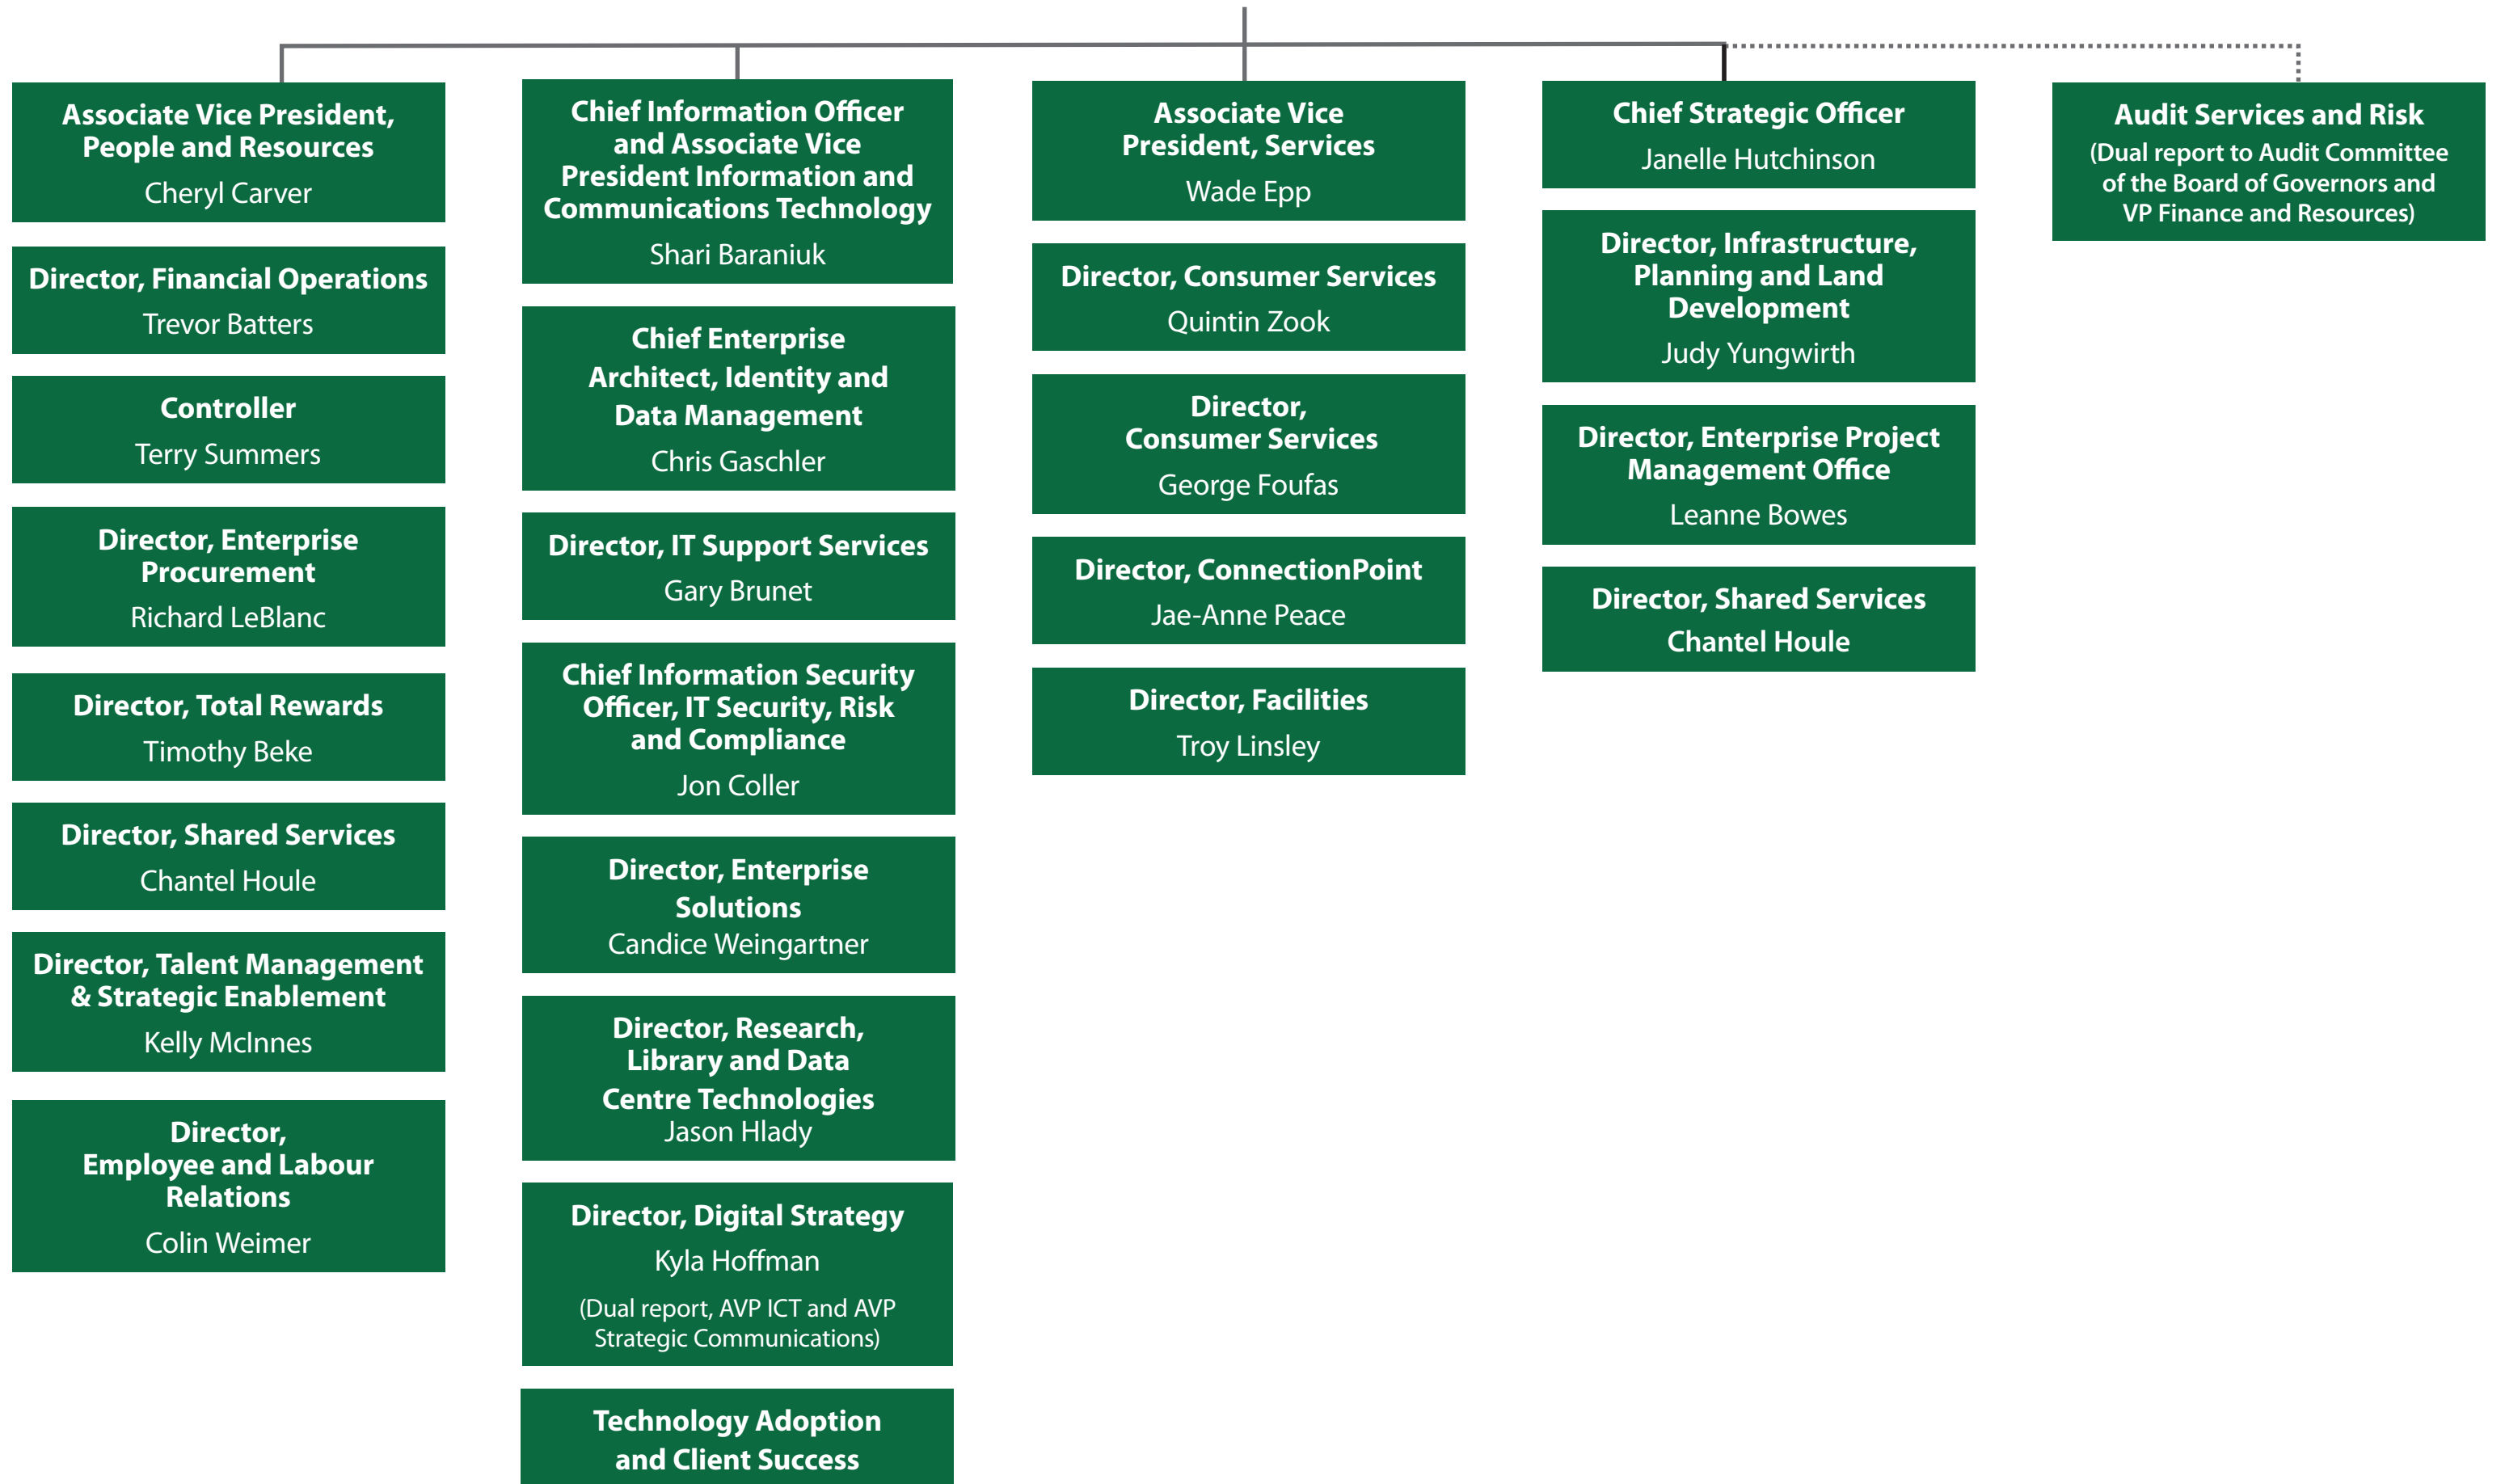 Associate Vice President,
People and Resources
Cheryl Carver
Director, Financial Operations
Trevor Batters
Controller
Terry Summers
Director, Enterprise
Procurement
Richard LeBlanc
Director, Total Rewards
Timothy Beke
Director, Shared Services
Chantel Houle
Director, Talent Management
& Strategic Enablement
Kelly McInnes
Director,
Employee and Labour
Relations
Colin Weimer
Chief Information Officer
and Associate Vice
President Information and
Communications Technology
Shari Baraniuk
Chief Enterprise
Architect, Identity and
Data Management
Chris Gaschler
Director, IT Support Services
Gary Brunet
Chief Information Security
Officer, IT Security, Risk
and Compliance
Jon Coller
Director, Enterprise
Solutions
Candice Weingartner
Director, Research,
Library and Data
Centre Technologies
Jason Hlady
Director, Digital Strategy
Kyla Hoffman
(Dual report, AVP ICT and AVP
Strategic Communications)
Technology Adoption
and Client Success
Associate Vice
President, Services
Wade Epp
Director, Consumer Services
Quintin Zook
Director,
Consumer Services
George Foufas
Director, ConnectionPoint
Jae-Anne Peace
Director, Facilities
Troy Linsley
Chief Strategic Officer
Janelle Hutchinson
Director, Infrastructure,
Planning and Land
Development
Judy Yungwirth
Director, Enterprise Project
Management Office
Leanne Bowes
Director, Shared Services
Chantel Houle
Audit Services and Risk
(Dual report to Audit Committee
of the Board of Governors and
VP Finance and Resources)